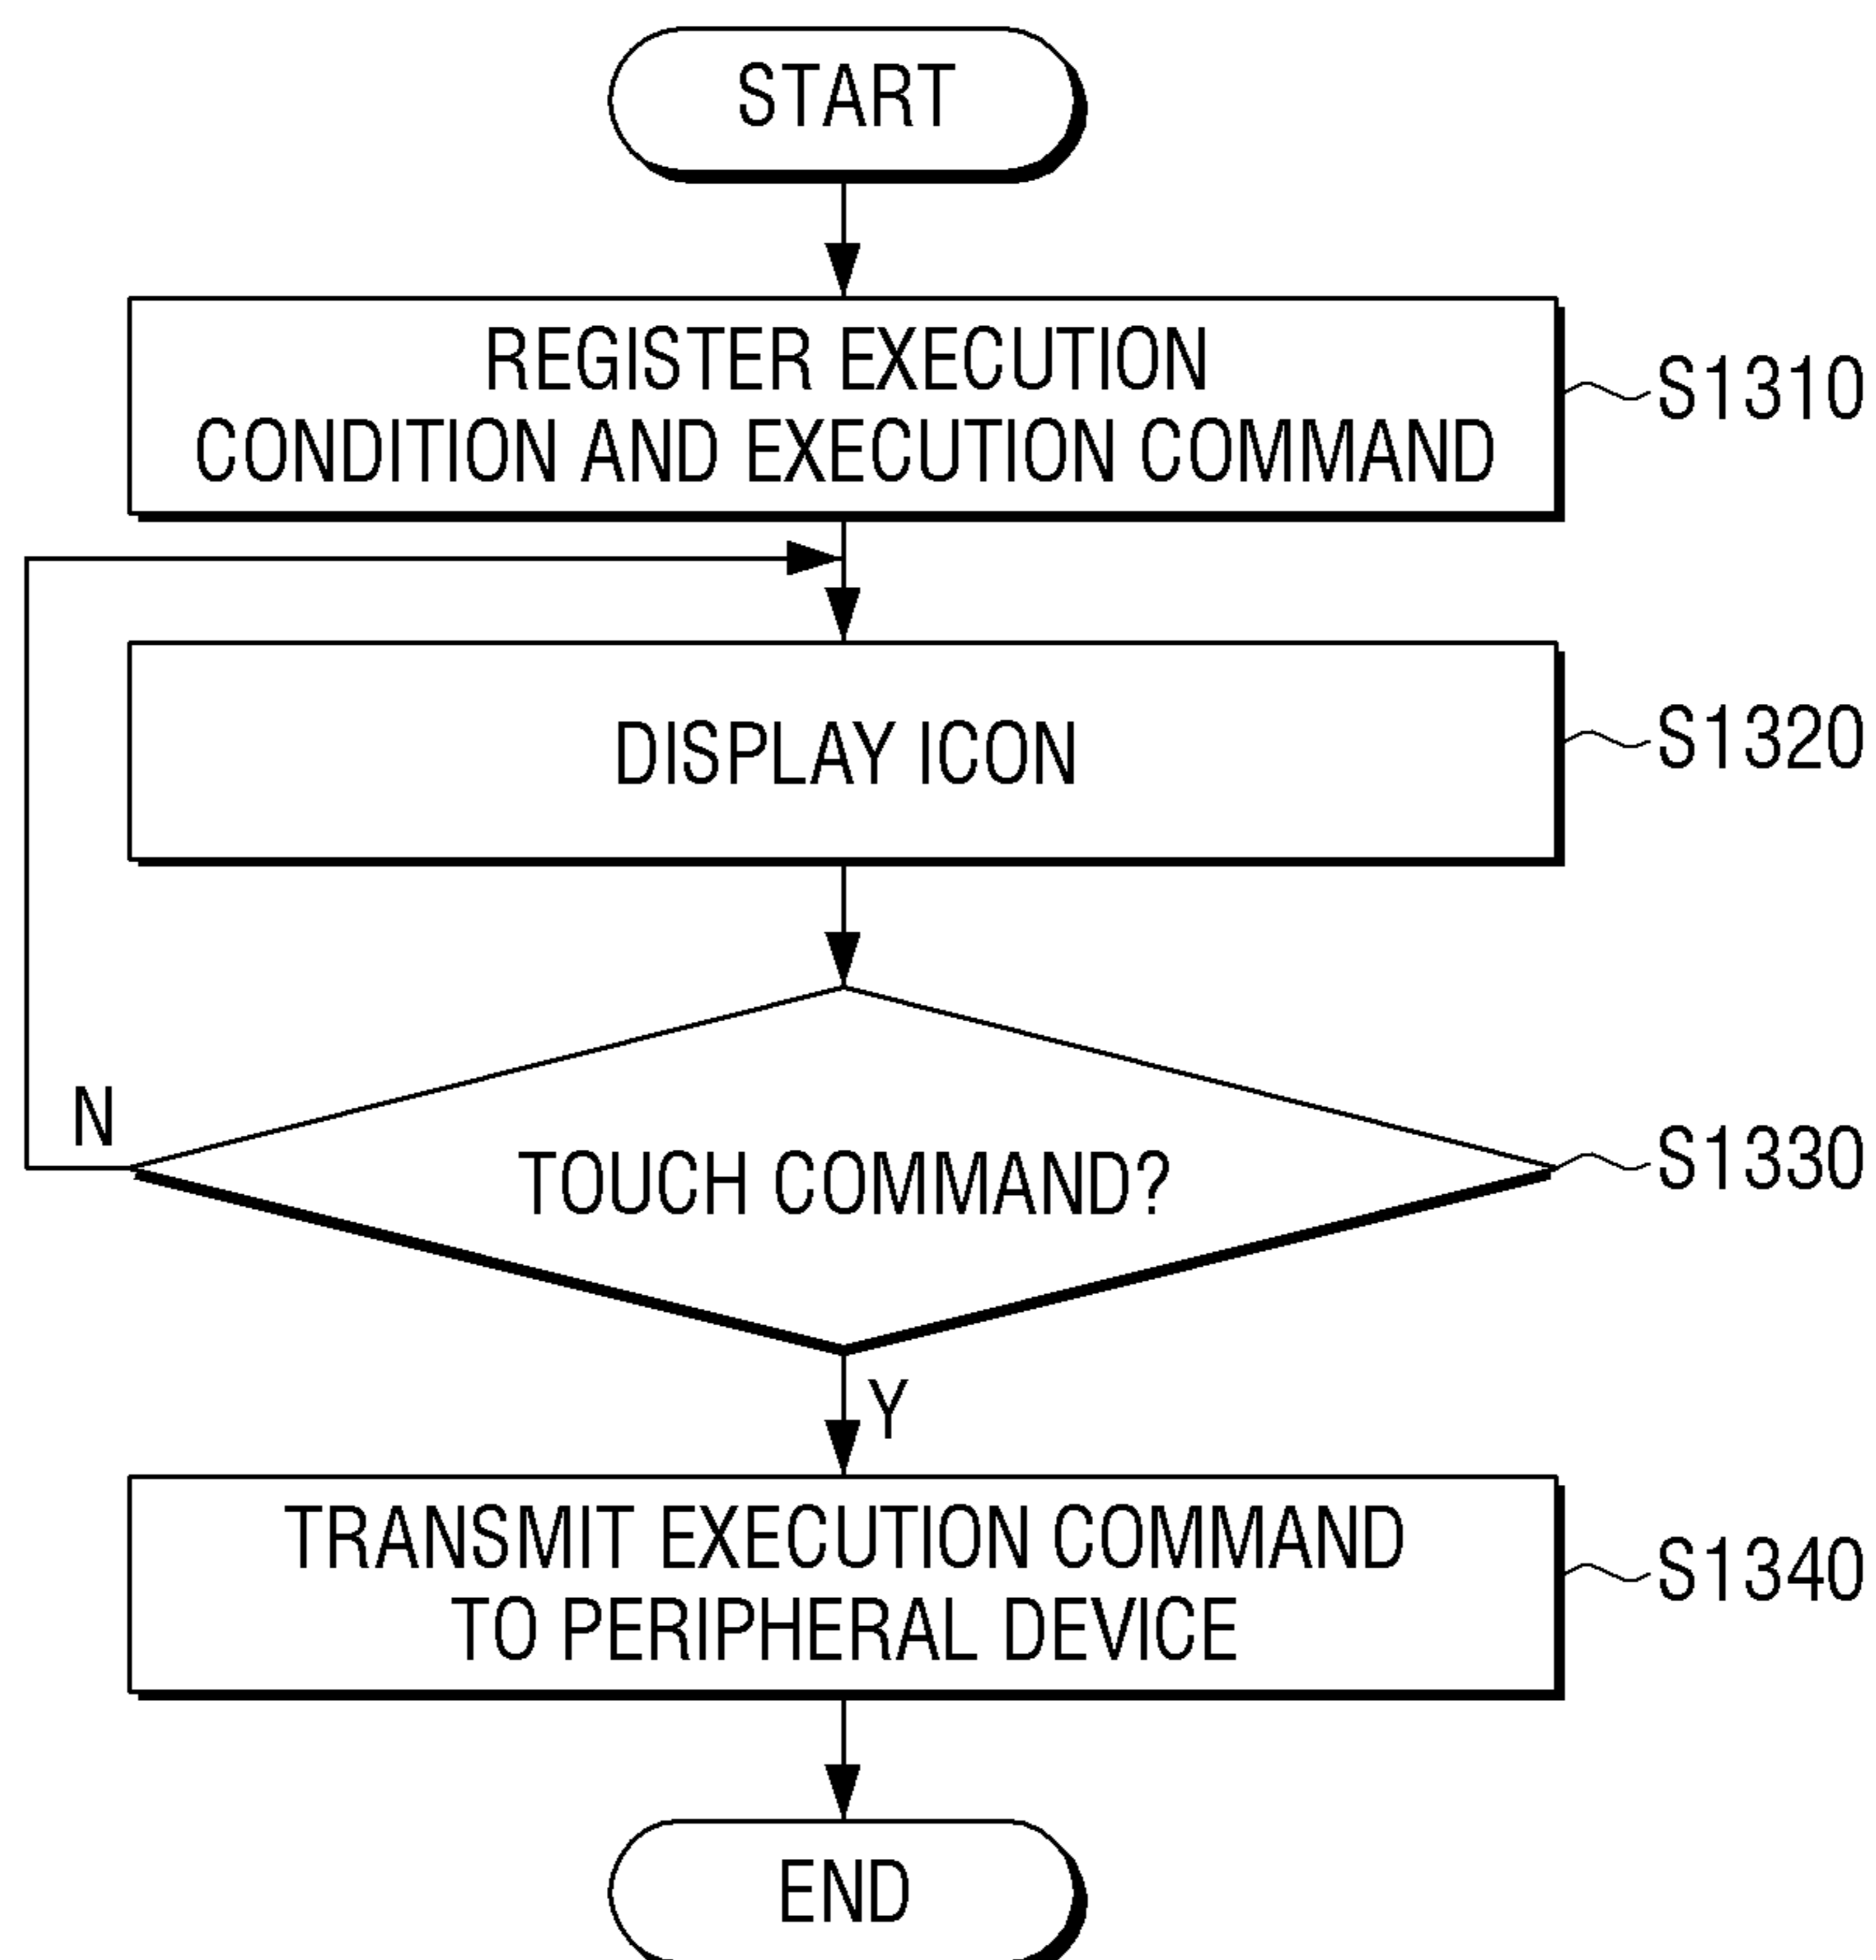 START
REGISTER EXECUTION
CONDITION AND EXECUTION COMMAND
S1310
DISPLAY ICON
S1320
N
TOUCH COMMAND?
S1330
Y
TRANSMIT EXECUTION COMMAND
TO PERIPHERAL DEVICE
S1340
END